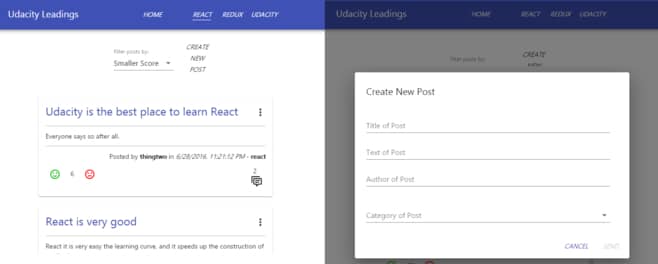 Udacity Leadings HOME REACT REDUX UDACITY
Filter posts by:
Smaller Score
CREATE
NEW
POST
Udacity is the best place to learn React
Everyone says so after all.
Posted by thingtwo in 6/28/2016, 11:21:12 PM - react
6
2
React is very good
React it is very easy the learning curve, and it speeds up the construction of
Udacity Leadings HOME REACT REDUX UDACITY
Filter posts by:
CREATE
Create New Post
Title of Post
Text of Post
Author of Post
Category of Post
CANCEL SEND